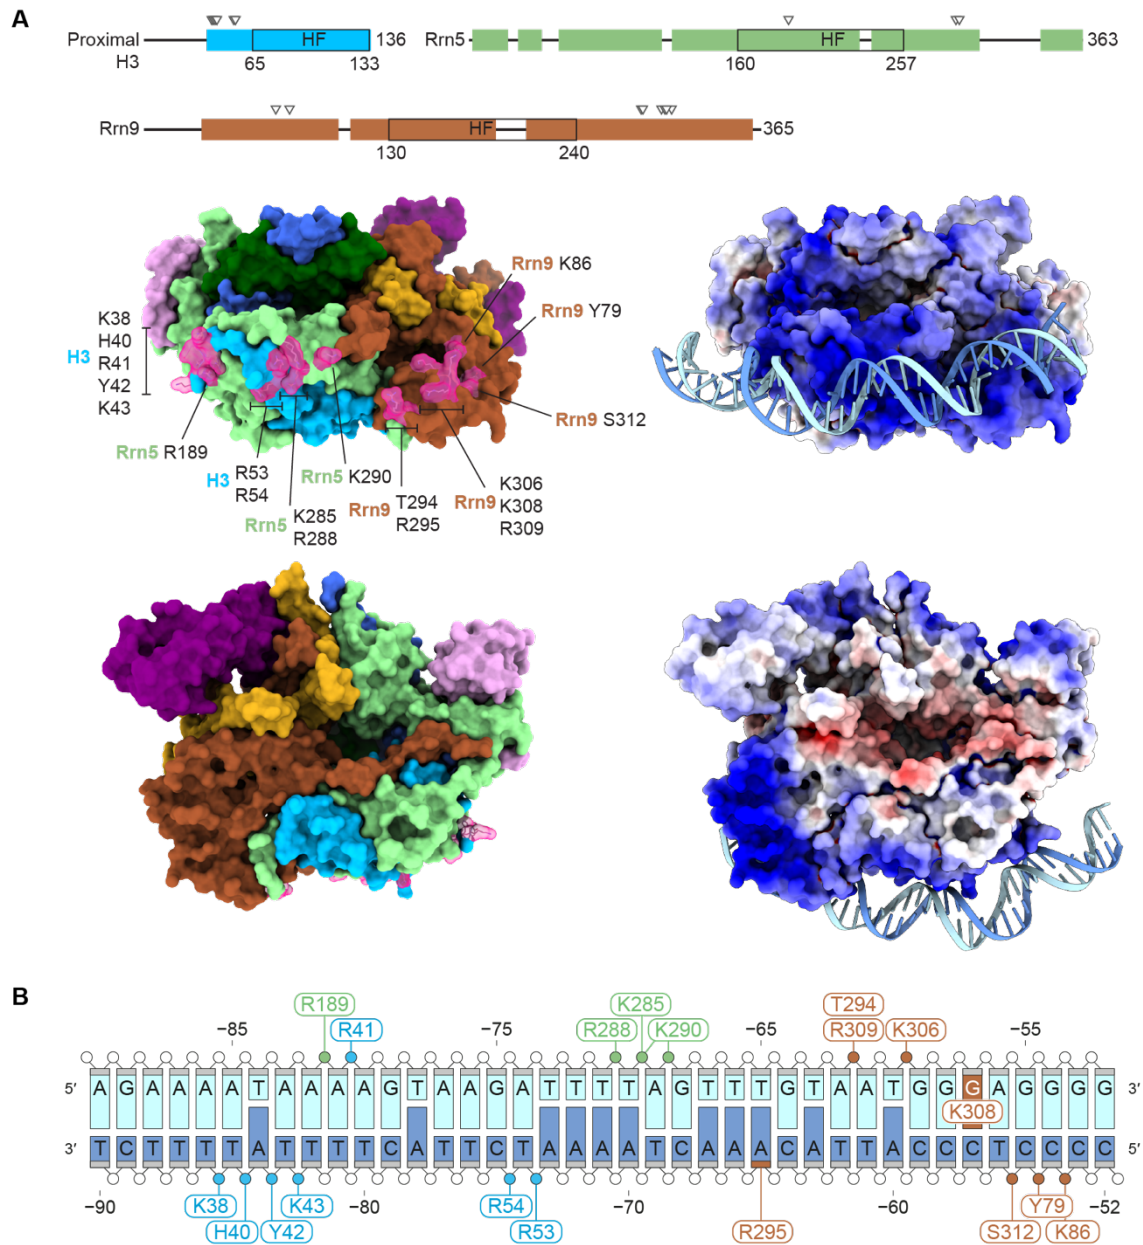 A
Proximal
H3
HF
136
65
133
Rrn5
HF
363
160
257
Rrn9
HF
365
130
240
K38
H40
H3
R41
Y42
K43
Rrn9 K86
Rrn9 Y79
Rrn9 S312
Rrn5 R189
H3 R53
R54
Rrn5 K290
Rrn5 K285
R288
Rrn9 T294
R295
Rrn9 K306
K308
R309
B
R189
K285
T294
−85
R41
−75
R288
K290
−65
R309
K306
−55
5′ A G A A A A T A A A A G T A A G A T T T T A G T T T G T A A T G G G A G G G G 3′
K308
3′ T C T T T T A T T T T C A T T C T A A A A T C A A A C A T T A C C C T C C C C 5′
−90
K38
K43
−80
R54
−70
−60
Y79
−52
H40
Y42
R53
R295
S312
K86